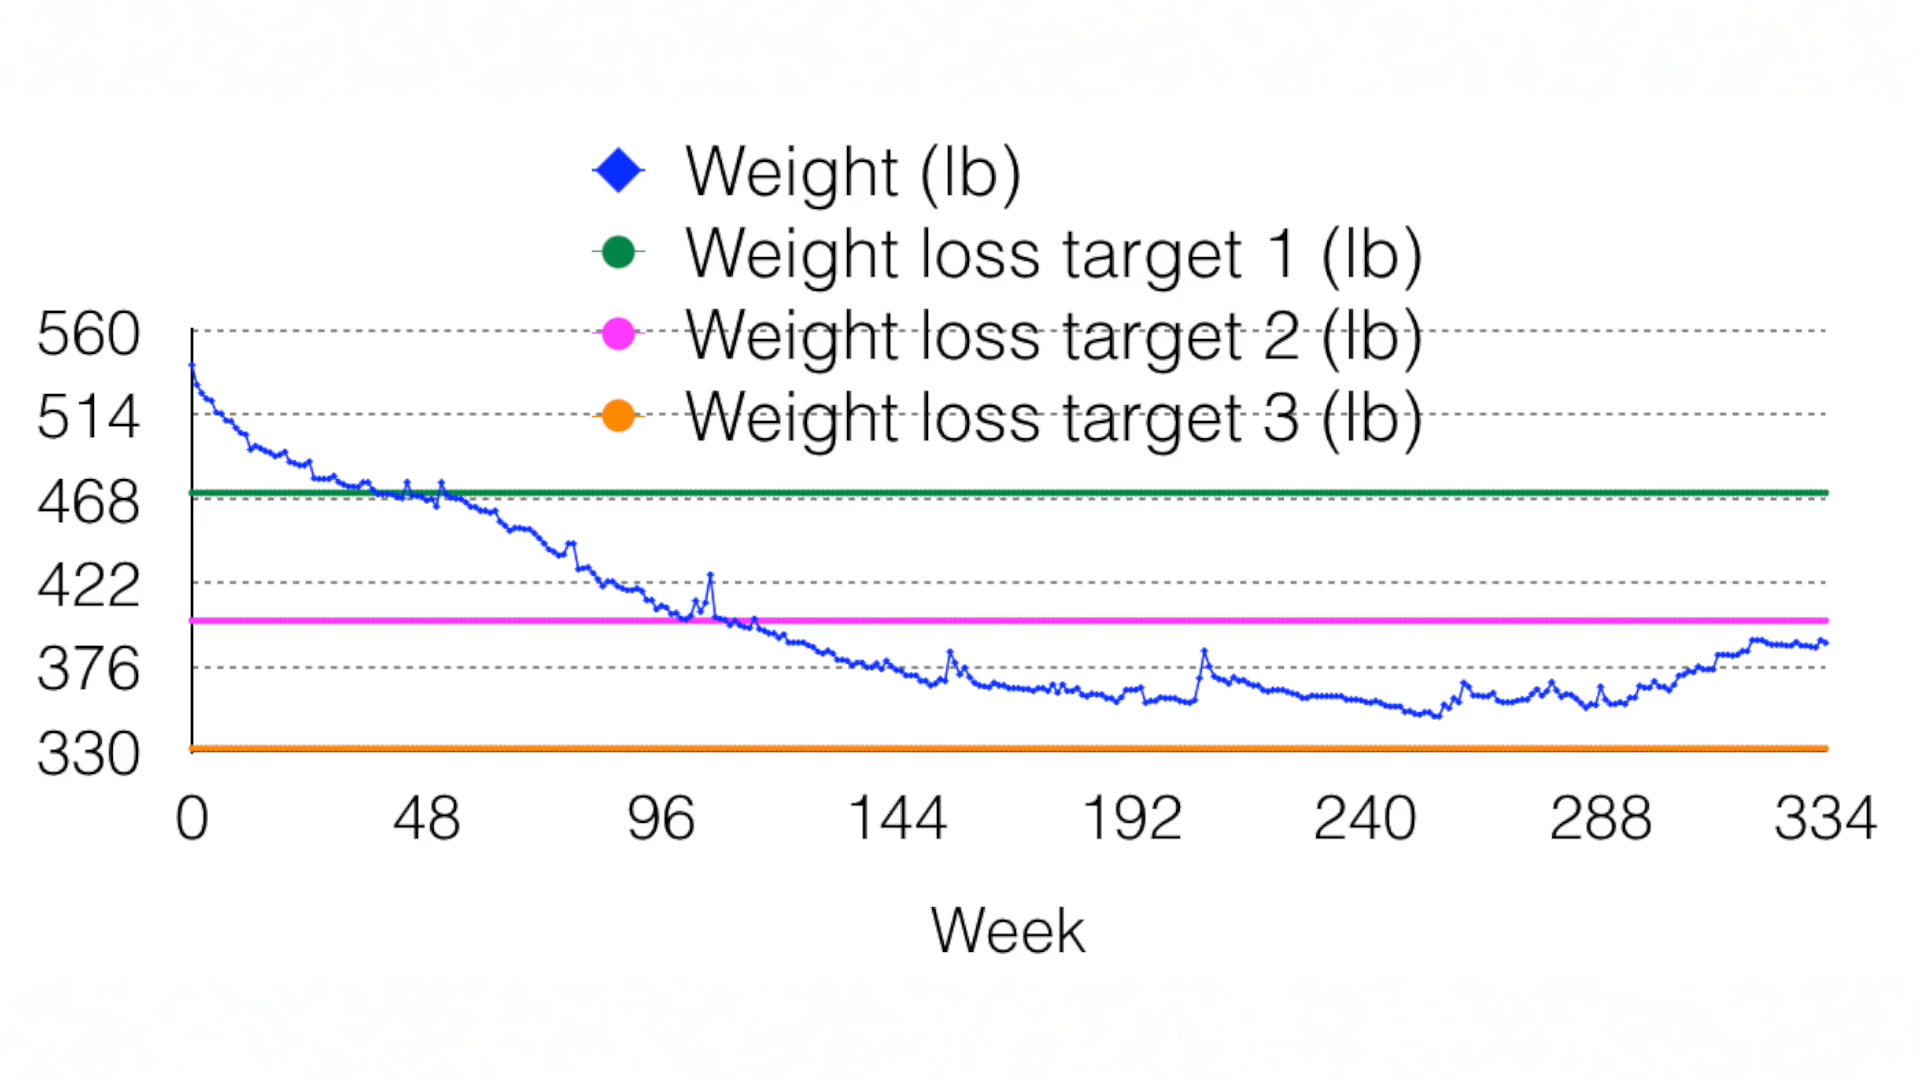 Weight (lb)
Weight loss target 1 (lb)
Weight loss target 2 (lb)
Weight loss target 3 (lb)
560
514
468
422
376
330
0 48 96 144 192 240 288 334
Week